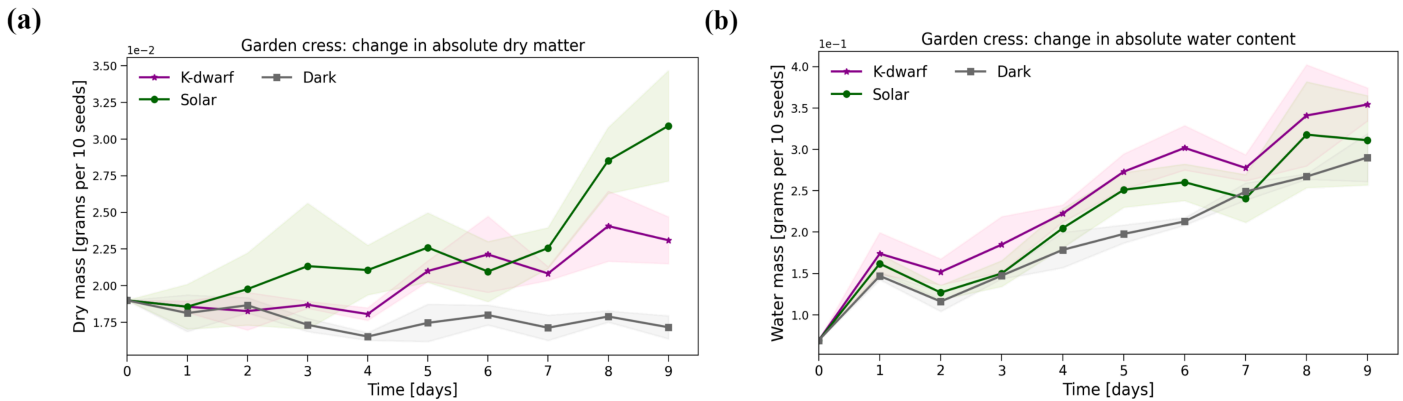 (a)
Garden cress: change in absolute dry matter
1e−2
K-dwarf
Solar
Dark
3.50
3.25
3.00
2.75
2.50
2.25
2.00
1.75
Dry mass [grams per 10 seeds]
0 1 2 3 4 5 6 7 8 9
Time [days]
(b)
Garden cress: change in absolute water content
1e−1
K-dwarf
Solar
Dark
4.0
3.5
3.0
2.5
2.0
1.5
1.0
Water mass [grams per 10 seeds]
0 1 2 3 4 5 6 7 8 9
Time [days]